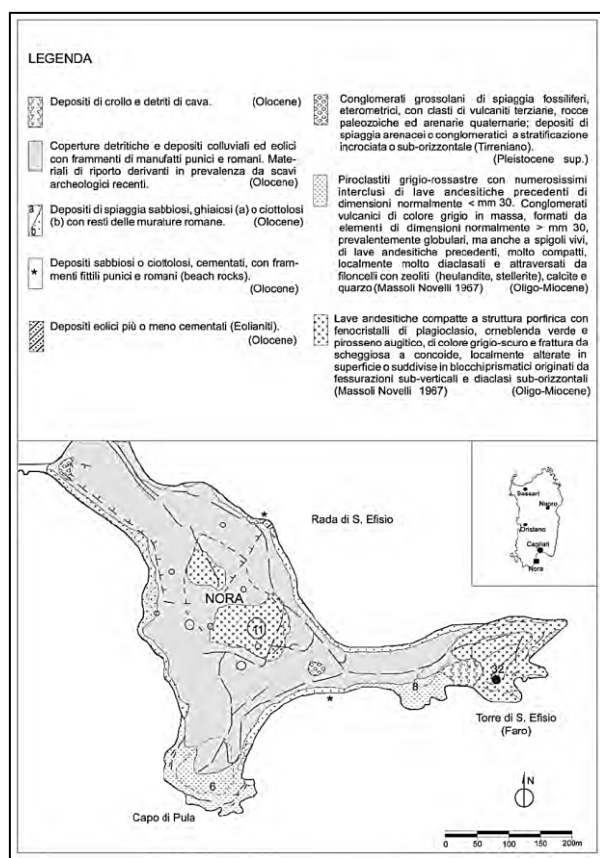 LEGENDA
Depositi di crollo e detriti di cava. (Olocene)
Coperture detritiche e depositi colluviali ed eolici
con frammenti di manufatti punici e romani. Mate-
riali di riporto derivanti in prevalenza da scavi
archeologici recenti. (Olocene)
a
b
Depositi di spiaggia sabbiosi, ghiaiosi (a) o ciottolosi
(b) con resti delle murature romane. (Olocene)
*
Depositi sabbiosi o ciottolosi, cementati, con fram-
menti fittili punici e romani (beach rocks).
(Olocene)
Depositi eolici più o meno cementati (Eolianiti).
(Olocene)
Conglomerati grossolani di spiaggia fossiliferi,
eterometrici, con clasti di vulcaniti terziarie, rocce
paleozoiche ed arenarie quaternarie; depositi di
spiaggia arenacei o conglomeratici a stratificazione
incrociata o sub-orizzontale (Tirreniano).
(Pleistocene sup.)
Piroclastiti grigio-rossastre con numerosissimi
interclusi di lave andesitiche precedenti di
dimensioni normalmente < mm 30. Conglomerati
vulcanici di colore grigio in massa, formati da
elementi di dimensioni normalmente > mm 30,
prevalentemente globulari, ma anche a spigoli vivi,
di lave andesitiche precedenti, molto compatti,
localmente molto diaclasati e attraversati da
filoncelli con zeoliti (heulandite, stellerite), calcite e
quarzo (Massoli Novelli 1967) (Oligo-Miocene)
Lave andesitiche compatte a struttura porfirica con
fenocristalli di plagioclasio, orneblenda verde e
pirosseno augitico, di colore grigio-scuro e frattura da
scheggiosa a concoide, localmente alterate in
superficie o suddivise in blocchi prismatici originati da
fessurazioni sub-verticali e diaclasi sub-orizzontali
(Massoli Novelli 1967) (Oligo-Miocene)
Sassari
Nuoro
Oristano
Cagliari
Nora
*
Rada di S. Efisio
NORA
11
32
8
*
Torre di S. Efisio
(Faro)
6
Capo di Pula
N
0 50 100 150 200m